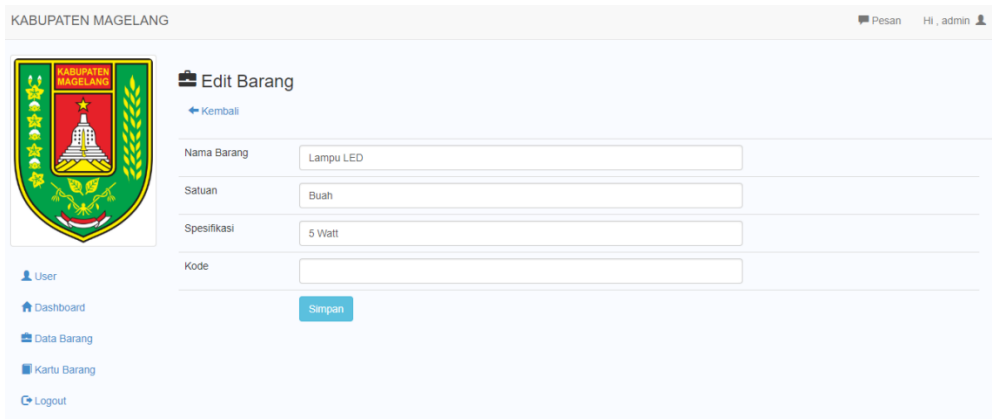 KABUPATEN MAGELANG
Pesan
Hi , admin
KABUPATEN
MAGELANG
Edit Barang
Kembali
Nama Barang
Lampu LED
Satuan
Buah
Spesifikasi
5 Watt
Kode
Simpan
User
Dashboard
Data Barang
Kartu Barang
Logout